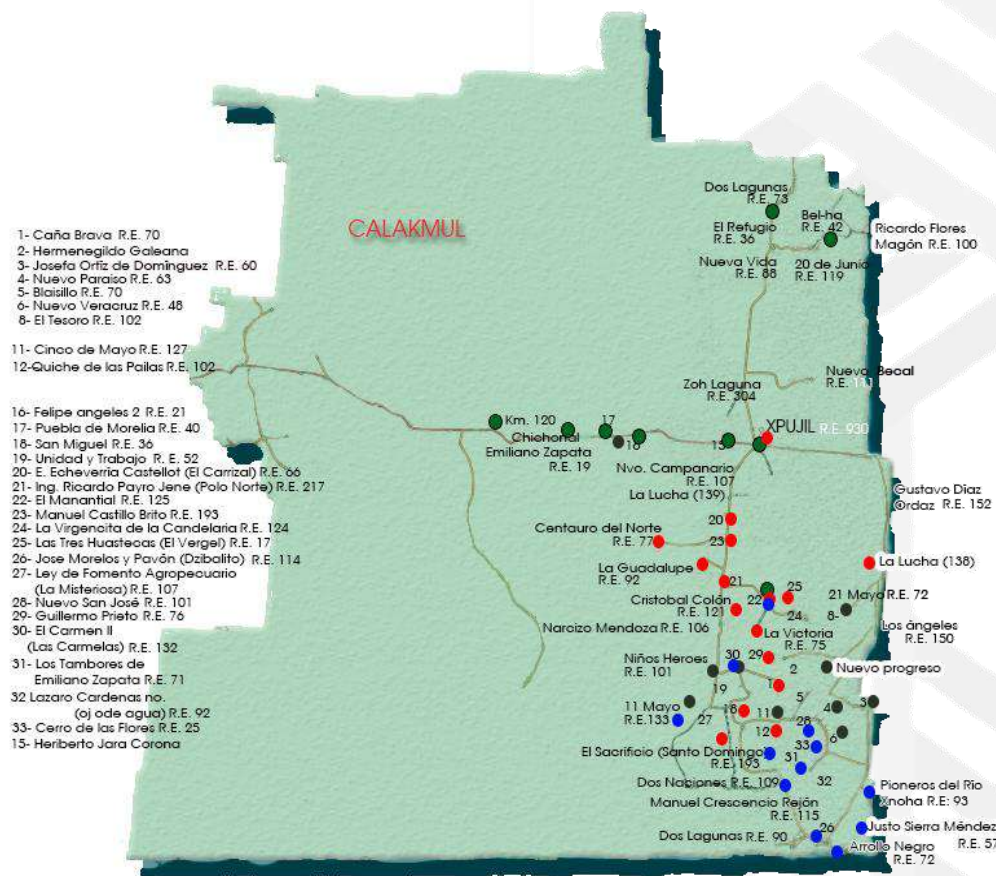 CALAKMUL
1- Caña Brava R.E. 70
2- Hermenegildo Galeana
3- Josefa Ortíz de Domínguez R.E. 60
4- Nuevo Paraiso R.E. 63
5- Blaisillo R.E. 70
6- Nuevo Veracruz R.E. 48
8- El Tesoro R.E. 102
11- Cinco de Mayo R.E. 127
12-Quiche de las Pailas R.E. 102
16- Felipe angeles 2 R.E. 21
17- Puebla de Morelia R.E. 40
18- San Miguel R.E. 36
19- Unidad y Trabajo R.E. 52
20- E. Echeverria Castellot (El Carrizal) R.E. 66
21- Ing. Ricardo Payro Jene (Polo Norte) R.E. 217
22- El Manantial R.E. 125
23- Manuel Castillo Brito R.E. 193
24- La Virgencita de la Candelaria R.E. 124
25- Las Tres Huastecas (El Vergel) R.E. 17
26- Jose Morelos y Pavón (Dzibalito) R.E. 114
27- Ley de Fomento Agropecuario
(La Misteriosa) R.E. 107
28- Nuevo San José R.E. 101
29- Guillermo Prieto R.E. 76
30- El Carmen II
(Las Carmelas) R.E. 132
31- Los Tambores de
Emiliano Zapata R.E. 71
32 Lazaro Cardenas no.
(oj ode agua) R.E. 92
33- Cerro de las Flores R.E. 25
15- Heriberto Jara Corona
Dos Lagunas
R.E. 73
Bel-ha
R.E. 42
El Refugio
R.E. 36
Ricardo Flores
Magón R.E. 100
Nueva Vida
R.E. 88
20 de Junio
R.E. 119
Nuevo Becal
R.E. 111
Zoh Laguna
R.E. 304
Km. 120
17
XPUJIL R.E. 930
Chichonal
16
15
Emiliano Zapata
R.E. 19
Nvo. Campanario
R.E. 107
La Lucha (139)
Gustavo Díaz
Ordaz R.E. 152
20
Centauro del Norte
R.E. 77
23
La Lucha (138)
La Guadalupe
R.E. 92
21
25
22
24
21 Mayo R.E. 72
8-
Cristobal Colón
R.E. 121
Narcizo Mendoza R.E. 106
La Victoria
R.E. 75
Los ángeles
R.E. 150
Niños Heroes
R.E. 101
30
29
2
Nuevo progreso
19
1
5
4
3
11 Mayo
R.E.133
27
18
11
12
28
33
6
El Sacrificio (Santo Domingo)
R.E. 193
31
32
Dos Naciones R.E. 109
Pioneros del Río
Xnoha R.E: 93
Manuel Crescencio Rejón
R.E. 115
26
Dos Lagunas R.E. 90
Justo Sierra Méndez
R.E. 57
Arrollo Negro
R.E. 72